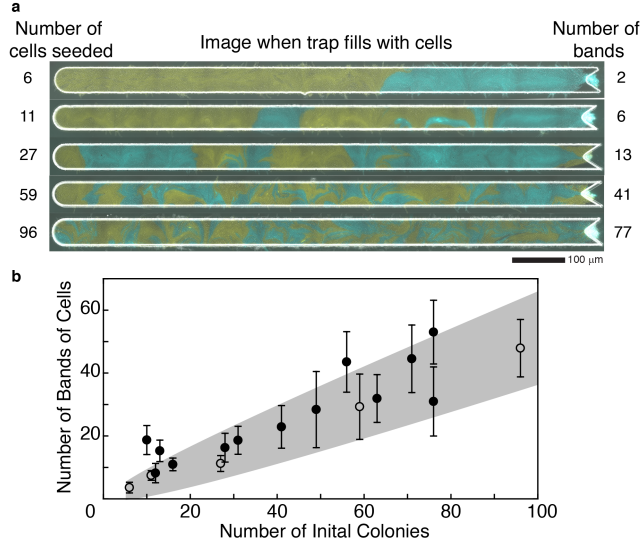 a
Number of cells seeded
Image when trap fills with cells
Number of bands
6
2
11
6
27
13
59
41
96
77
100 μm
b
Number of Bands of Cells
60
40
20
0
20
40
60
80
100
Number of Inital Colonies